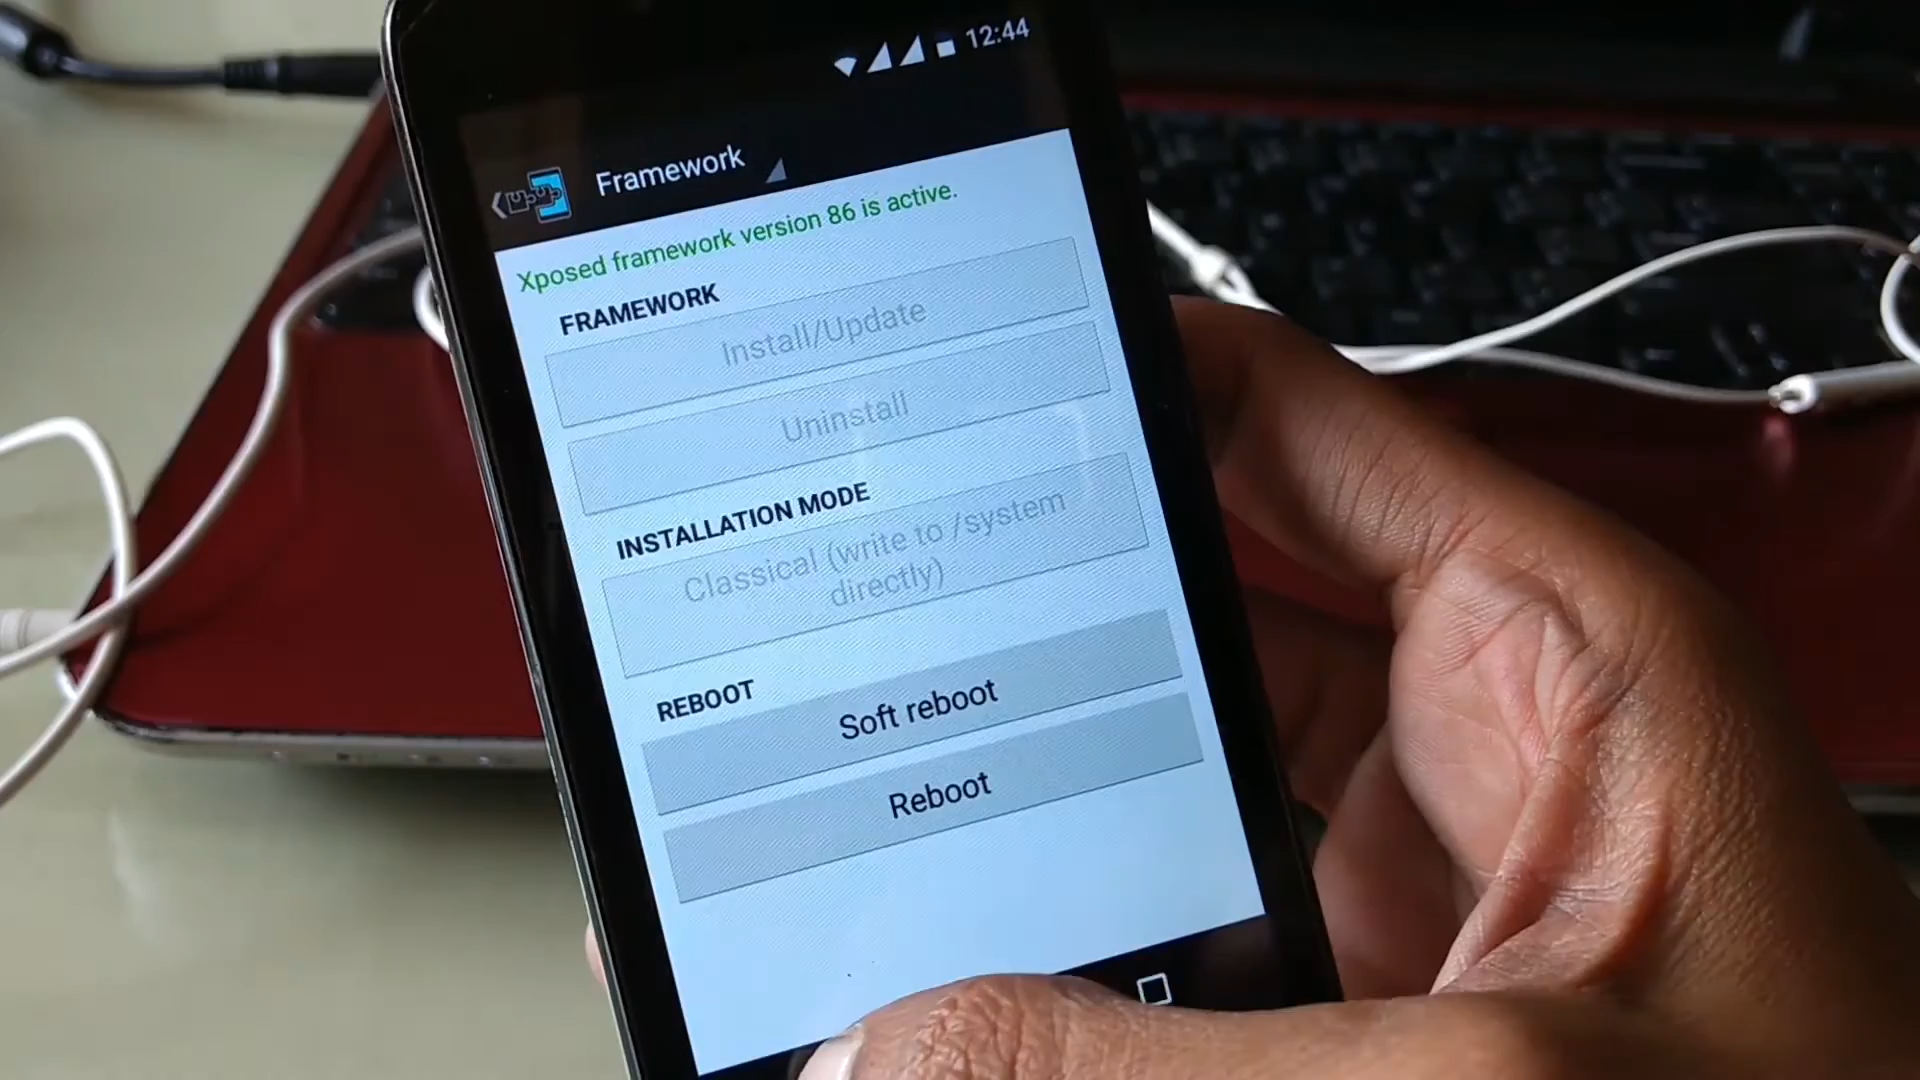 12:44
Framework
Xposed framework version 86 is active.
FRAMEWORK
Install/Update
Uninstall
INSTALLATION MODE
Classical (write to /system
directly)
REBOOT
Soft reboot
Reboot